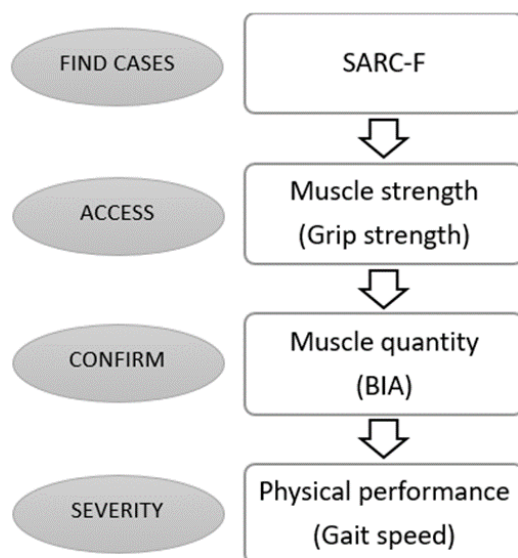 FIND CASES
SARC-F
ACCESS
Muscle strength
(Grip strength)
CONFIRM
Muscle quantity
(BIA)
SEVERITY
Physical performance
(Gait speed)